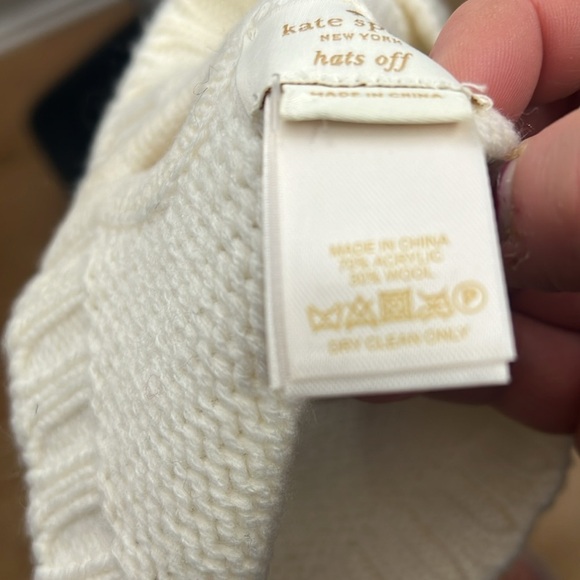 kate sp
NEW YORK
hats off
MADE IN CHINA
MADE IN CHINA
70% ACRYLIC
30% WOOL
P
DRY CLEAN ONLY